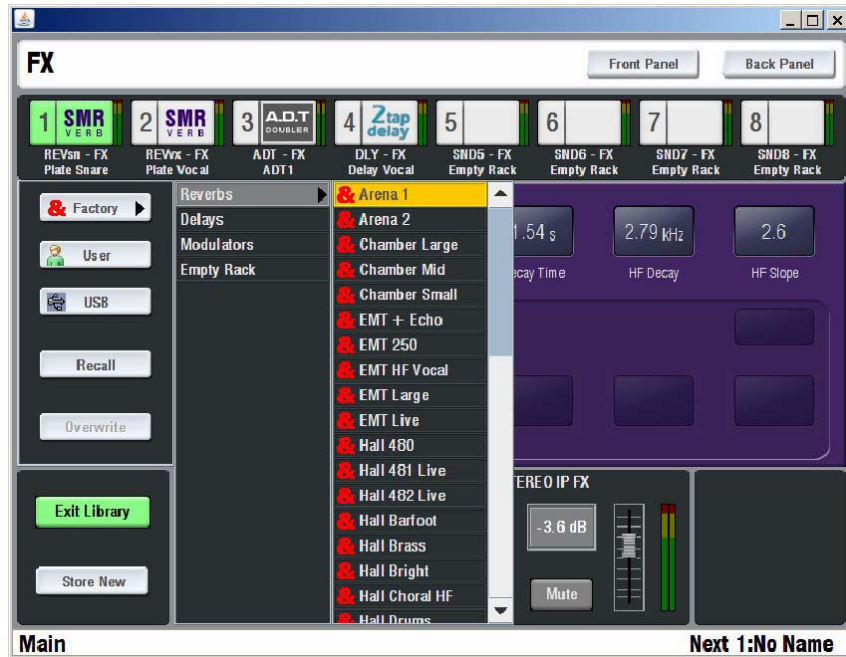 FX
Front Panel
Back Panel
1 SMR VERB
2 SMR VERB
3 A.D.T DOUBLER
4 2tap delay
5
6
7
8
REVsn - FX
Plate Snare
REVvx - FX
Plate Vocal
ADT - FX
ADT1
DLY - FX
Delay Vocal
SND5 - FX
Empty Rack
SND6 - FX
Empty Rack
SND7 - FX
Empty Rack
SND8 - FX
Empty Rack
& Factory
User
USB
Recall
Overwrite
Exit Library
Store New
Reverbs
Delays
Modulators
Empty Rack
& Arena 1
& Arena 2
& Chamber Large
& Chamber Mid
& Chamber Small
& EMT + Echo
& EMT 250
& EMT HF Vocal
& EMT Large
& EMT Live
& Hall 480
& Hall 481 Live
& Hall 482 Live
& Hall Barfoot
& Hall Brass
& Hall Bright
& Hall Choral HF
& Hall Drums
.54 s
ecay Time
2.79 kHz
HF Decay
2.6
HF Slope
TEREO IP FX
-3.6 dB
Mute
Main
Next 1:No Name